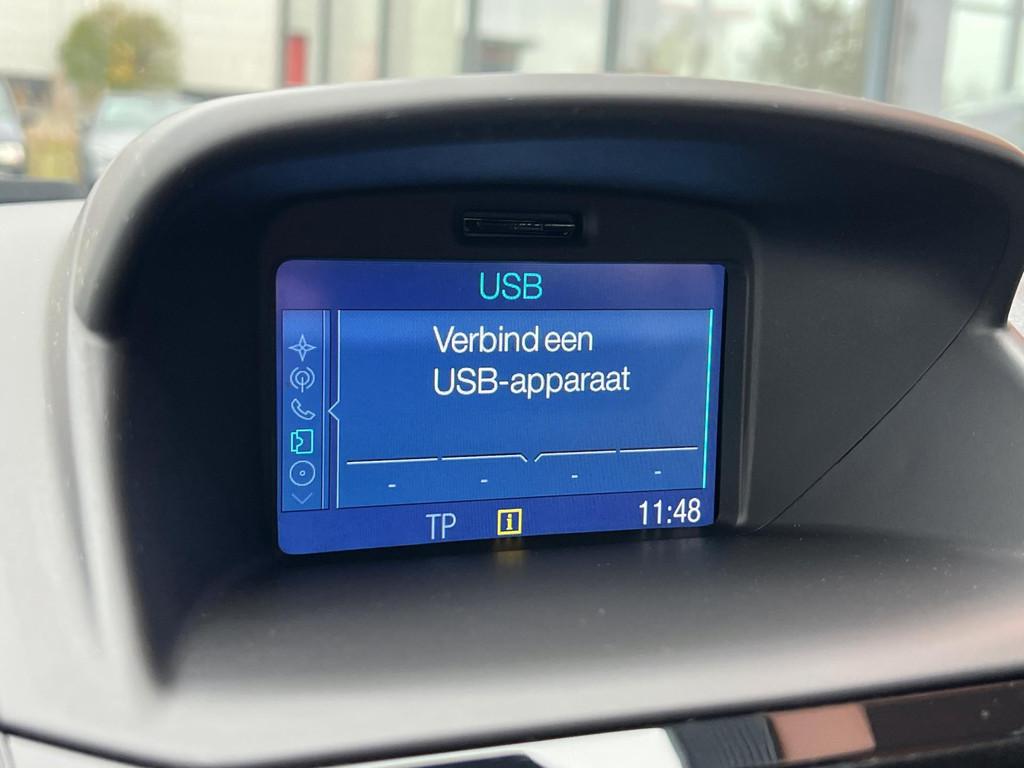 USB
Verbind een
USB-apparaat
- - - -
TP i 11:48